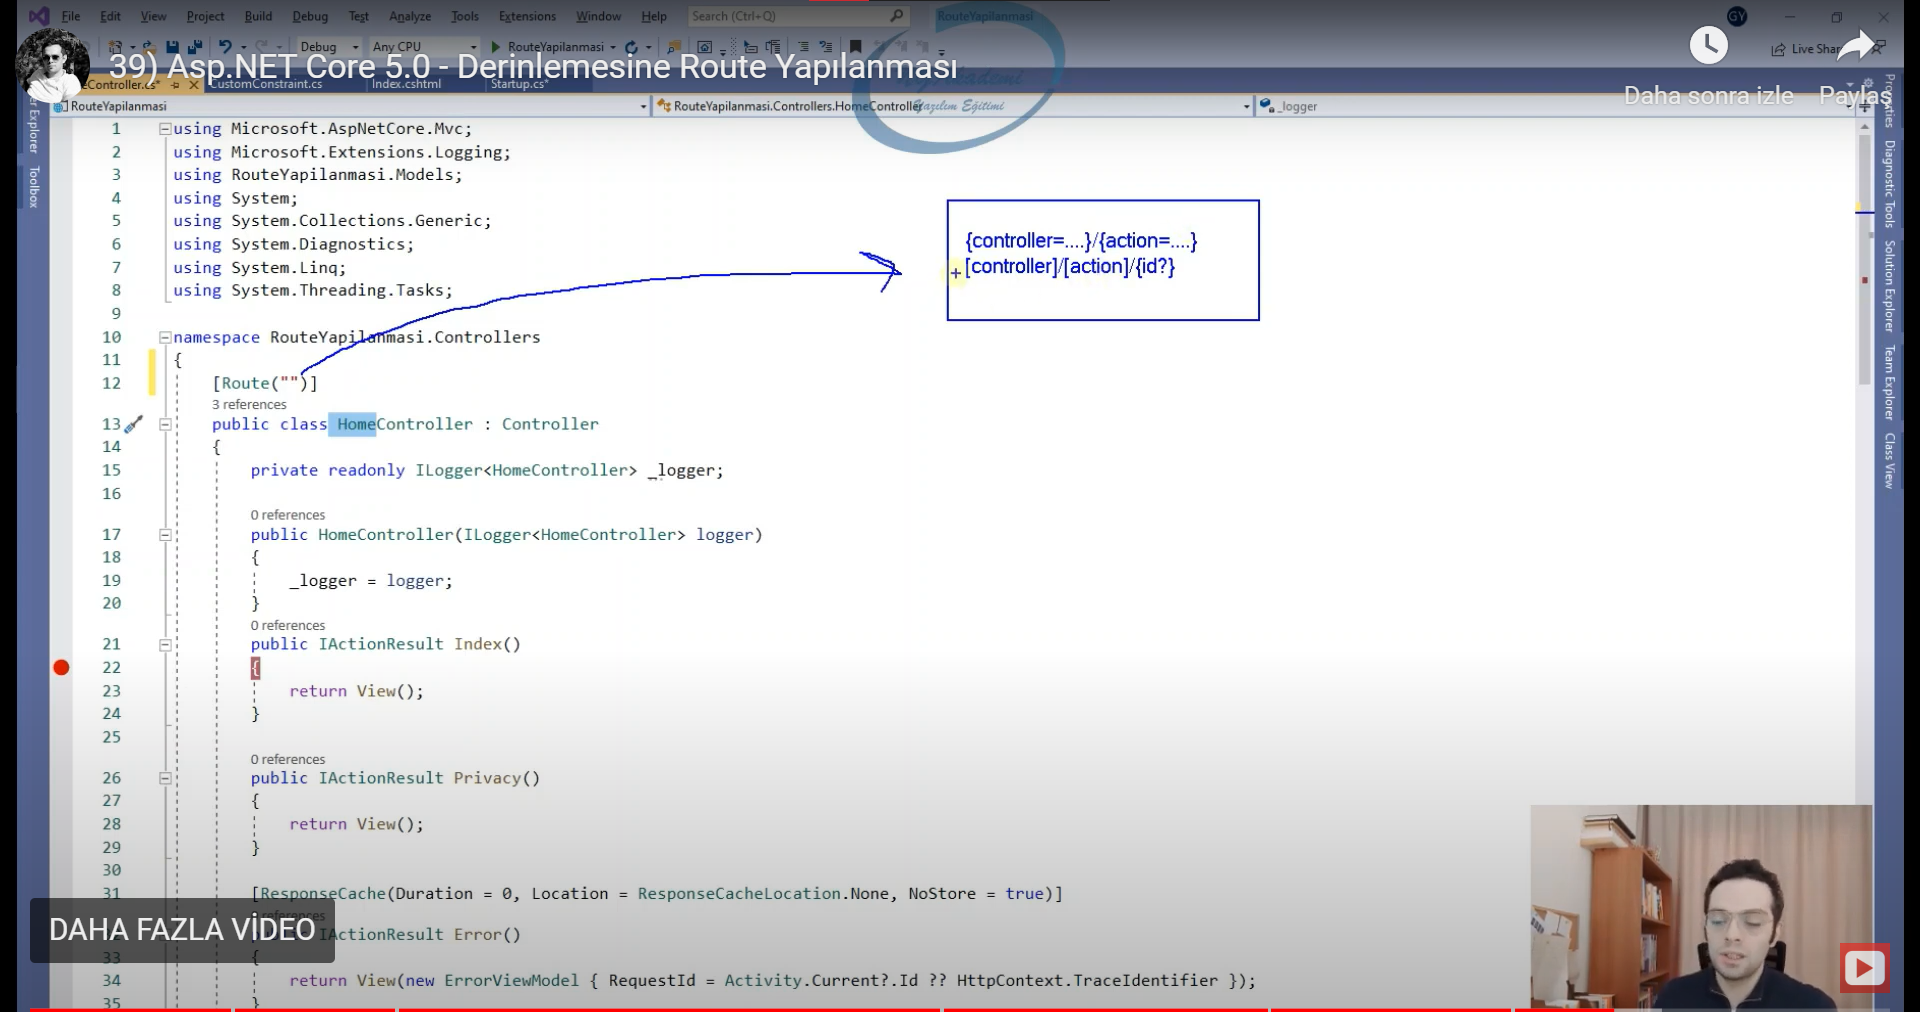 File Edit View Project Build Debug Test Analyze Tools Extensions Window Help Search (Ctrl+Q) RouteYapilanmasi GY
Debug Any CPU RouteYapilanmasi Live Shar
39) Asp.NET Core 5.0 - Derinlemesine Route Yapılanması
Daha sonra izle Paylaş
Controller.cs* CustomConstraint.cs Index.cshtml Startup.cs*
RouteYapilanmasi RouteYapilanmasi.Controllers.HomeController _logger
Yazılım Eğitimi
Toolbox
Properties
Diagnostic Tools
Solution Explorer
Team Explorer
Class View
1 using Microsoft.AspNetCore.Mvc;
2 using Microsoft.Extensions.Logging;
3 using RouteYapilanmasi.Models;
4 using System;
5 using System.Collections.Generic;
6 using System.Diagnostics;
7 using System.Linq;
8 using System.Threading.Tasks;
9
10 namespace RouteYapilanmasi.Controllers
11 {
12 [Route("")]
3 references
13 public class HomeController : Controller
14 {
15 private readonly ILogger<HomeController> _logger;
16
0 references
17 public HomeController(ILogger<HomeController> logger)
18 {
19 _logger = logger;
20 }
0 references
21 public IActionResult Index()
22 {
23 return View();
24 }
25
0 references
26 public IActionResult Privacy()
27 {
28 return View();
29 }
30
31 [ResponseCache(Duration = 0, Location = ResponseCacheLocation.None, NoStore = true)]
references
IActionResult Error()
33 {
34 return View(new ErrorViewModel { RequestId = Activity.Current?.Id ?? HttpContext.TraceIdentifier });
35 }
{controller=....}/{action=....}
[controller]/[action]/{id?}
DAHA FAZLA VİDEO